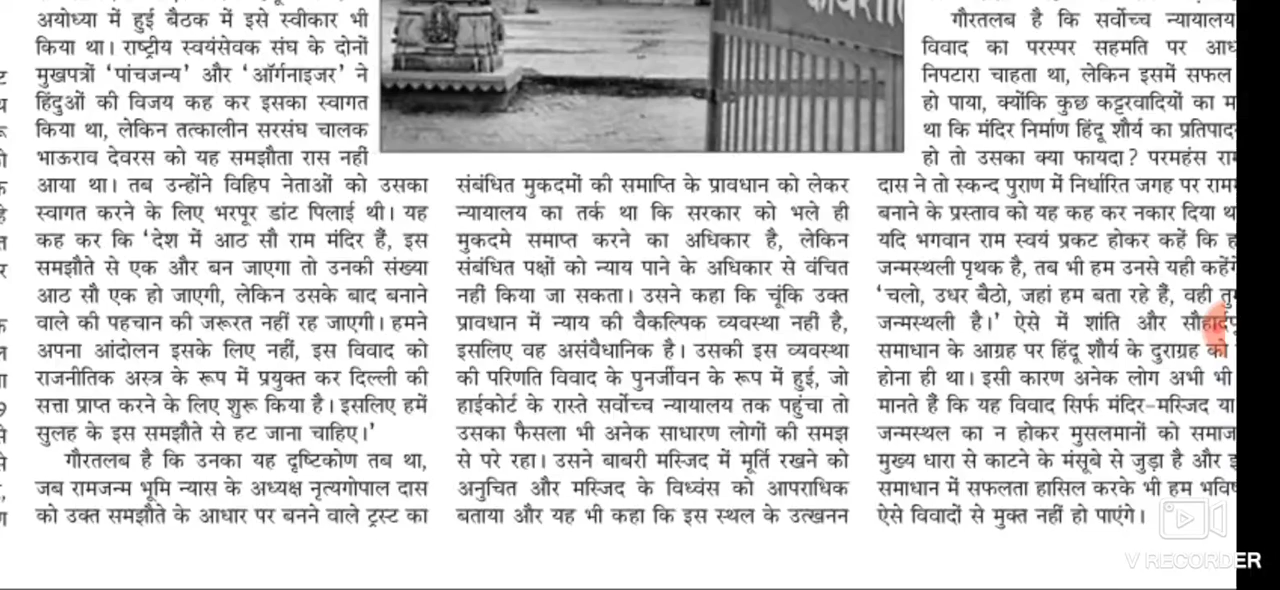 अयोध्या में हुई बैठक में इसे स्वीकार भी
किया था। राष्ट्रीय स्वयंसेवक संघ के दोनों
मुखपत्रों ‘पांचजन्य’ और ‘ऑर्गनाइजर’ ने
हिंदुओं की विजय कह कर इसका स्वागत
किया था, लेकिन तत्कालीन सरसंघ चालक
भाऊराव देवरस को यह समझौता रास नहीं
आया था। तब उन्होंने विहिप नेताओं को उसका
स्वागत करने के लिए भरपूर डांट पिलाई थी। यह
कह कर कि ‘देश में आठ सौ राम मंदिर हैं, इस
समझौते से एक और बन जाएगा तो उनकी संख्या
आठ सौ एक हो जाएगी, लेकिन उसके बाद बनाने
वाले की पहचान की जरूरत नहीं रह जाएगी। हमने
अपना आंदोलन इसके लिए नहीं, इस विवाद को
राजनीतिक अस्त्र के रूप में प्रयुक्त कर दिल्ली की
सत्ता प्राप्त करने के लिए शुरू किया है। इसलिए हमें
सुलह के इस समझौते से हट जाना चाहिए।’
गौरतलब है कि उनका यह दृष्टिकोण तब था,
जब रामजन्म भूमि न्यास के अध्यक्ष नृत्यगोपाल दास
को उक्त समझौते के आधार पर बनने वाले ट्रस्ट का
संबंधित मुकदमों की समाप्ति के प्रावधान को लेकर
न्यायालय का तर्क था कि सरकार को भले ही
मुकदमे समाप्त करने का अधिकार है, लेकिन
संबंधित पक्षों को न्याय पाने के अधिकार से वंचित
नहीं किया जा सकता। उसने कहा कि चूंकि उक्त
प्रावधान में न्याय की वैकल्पिक व्यवस्था नहीं है,
इसलिए वह असंवैधानिक है। उसकी इस व्यवस्था
की परिणति विवाद के पुनर्जीवन के रूप में हुई, जो
हाईकोर्ट के रास्ते सर्वोच्च न्यायालय तक पहुंचा तो
उसका फैसला भी अनेक साधारण लोगों की समझ
से परे रहा। उसने बाबरी मस्जिद में मूर्ति रखने को
अनुचित और मस्जिद के विध्वंस को आपराधिक
बताया और यह भी कहा कि इस स्थल के उत्खनन
गौरतलब है कि सर्वोच्च न्यायालय
विवाद का परस्पर सहमति पर
निपटारा चाहता था, लेकिन इसमें सफल
हो पाया, क्योंकि कुछ कट्टरवादियों का
था कि मंदिर निर्माण हिंदू शौर्य का
हो तो उसका क्या फायदा? परमहंस
दास ने तो स्कन्द पुराण में निर्धारित जगह पर
बनाने के प्रस्ताव को यह कह कर नकार दिया
यदि भगवान राम स्वयं प्रकट होकर कहें कि
जन्मस्थली पृथक है, तब भी हम उनसे यही
‘चलो, उधर बैठो, जहां हम बता रहे हैं, वही
जन्मस्थली है।’ ऐसे में शांति और
समाधान के आग्रह पर हिंदू शौर्य के दुराग्रह को
होना ही था। इसी कारण अनेक लोग अभी भी
मानते हैं कि यह विवाद सिर्फ मंदिर-मस्जिद या
जन्मस्थल का न होकर मुसलमानों को
मुख्य धारा से काटने के मंसूबे से जुड़ा है और
समाधान में सफलता हासिल करके भी हम
ऐसे विवादों से मुक्त नहीं हो पाएंगे।
V RECORDER